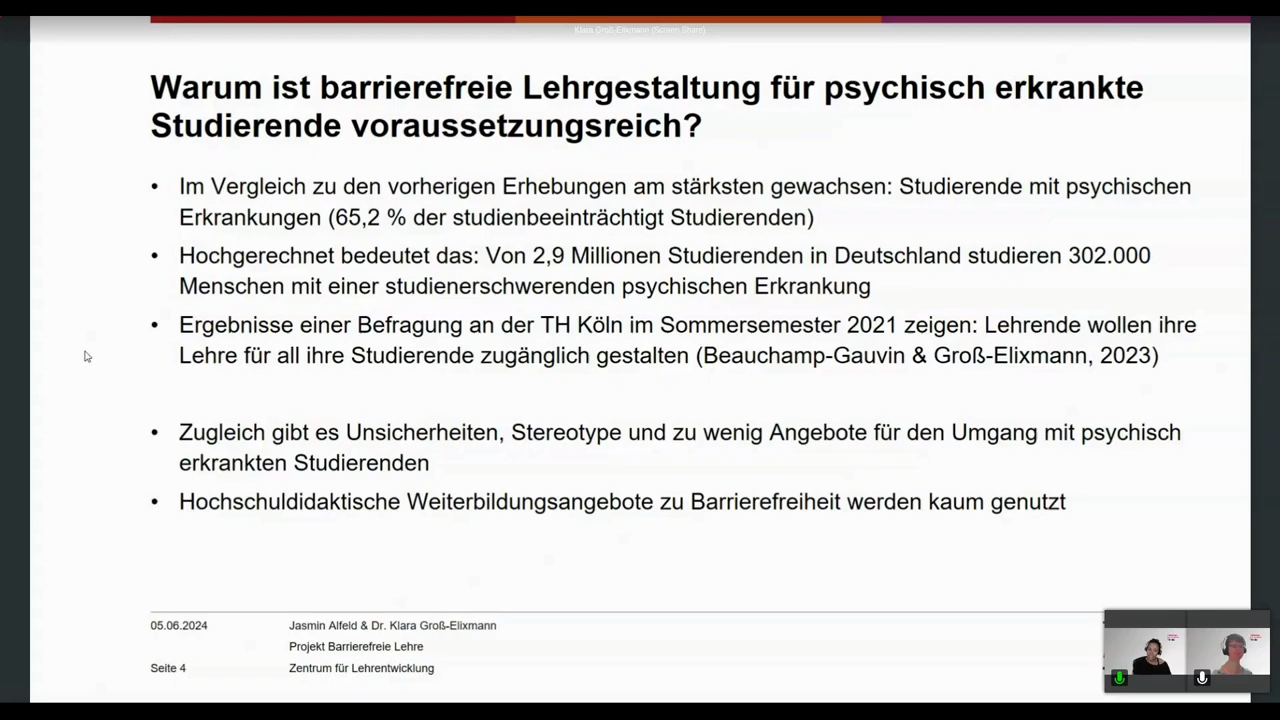 Klara Groß-Elixmann (Screen Share)
Warum ist barrierefreie Lehrgestaltung für psychisch erkrankte
Studierende voraussetzungsreich?
• Im Vergleich zu den vorherigen Erhebungen am stärksten gewachsen: Studierende mit psychischen
Erkrankungen (65,2 % der studienbeeinträchtigt Studierenden)
• Hochgerechnet bedeutet das: Von 2,9 Millionen Studierenden in Deutschland studieren 302.000
Menschen mit einer studienerschwerenden psychischen Erkrankung
• Ergebnisse einer Befragung an der TH Köln im Sommersemester 2021 zeigen: Lehrende wollen ihre
Lehre für all ihre Studierende zugänglich gestalten (Beauchamp-Gauvin & Groß-Elixmann, 2023)
• Zugleich gibt es Unsicherheiten, Stereotype und zu wenig Angebote für den Umgang mit psychisch
erkrankten Studierenden
• Hochschuldidaktische Weiterbildungsangebote zu Barrierefreiheit werden kaum genutzt
05.06.2024
Jasmin Alfeld & Dr. Klara Groß-Elixmann
Projekt Barrierefreie Lehre
Seite 4
Zentrum für Lehrentwicklung